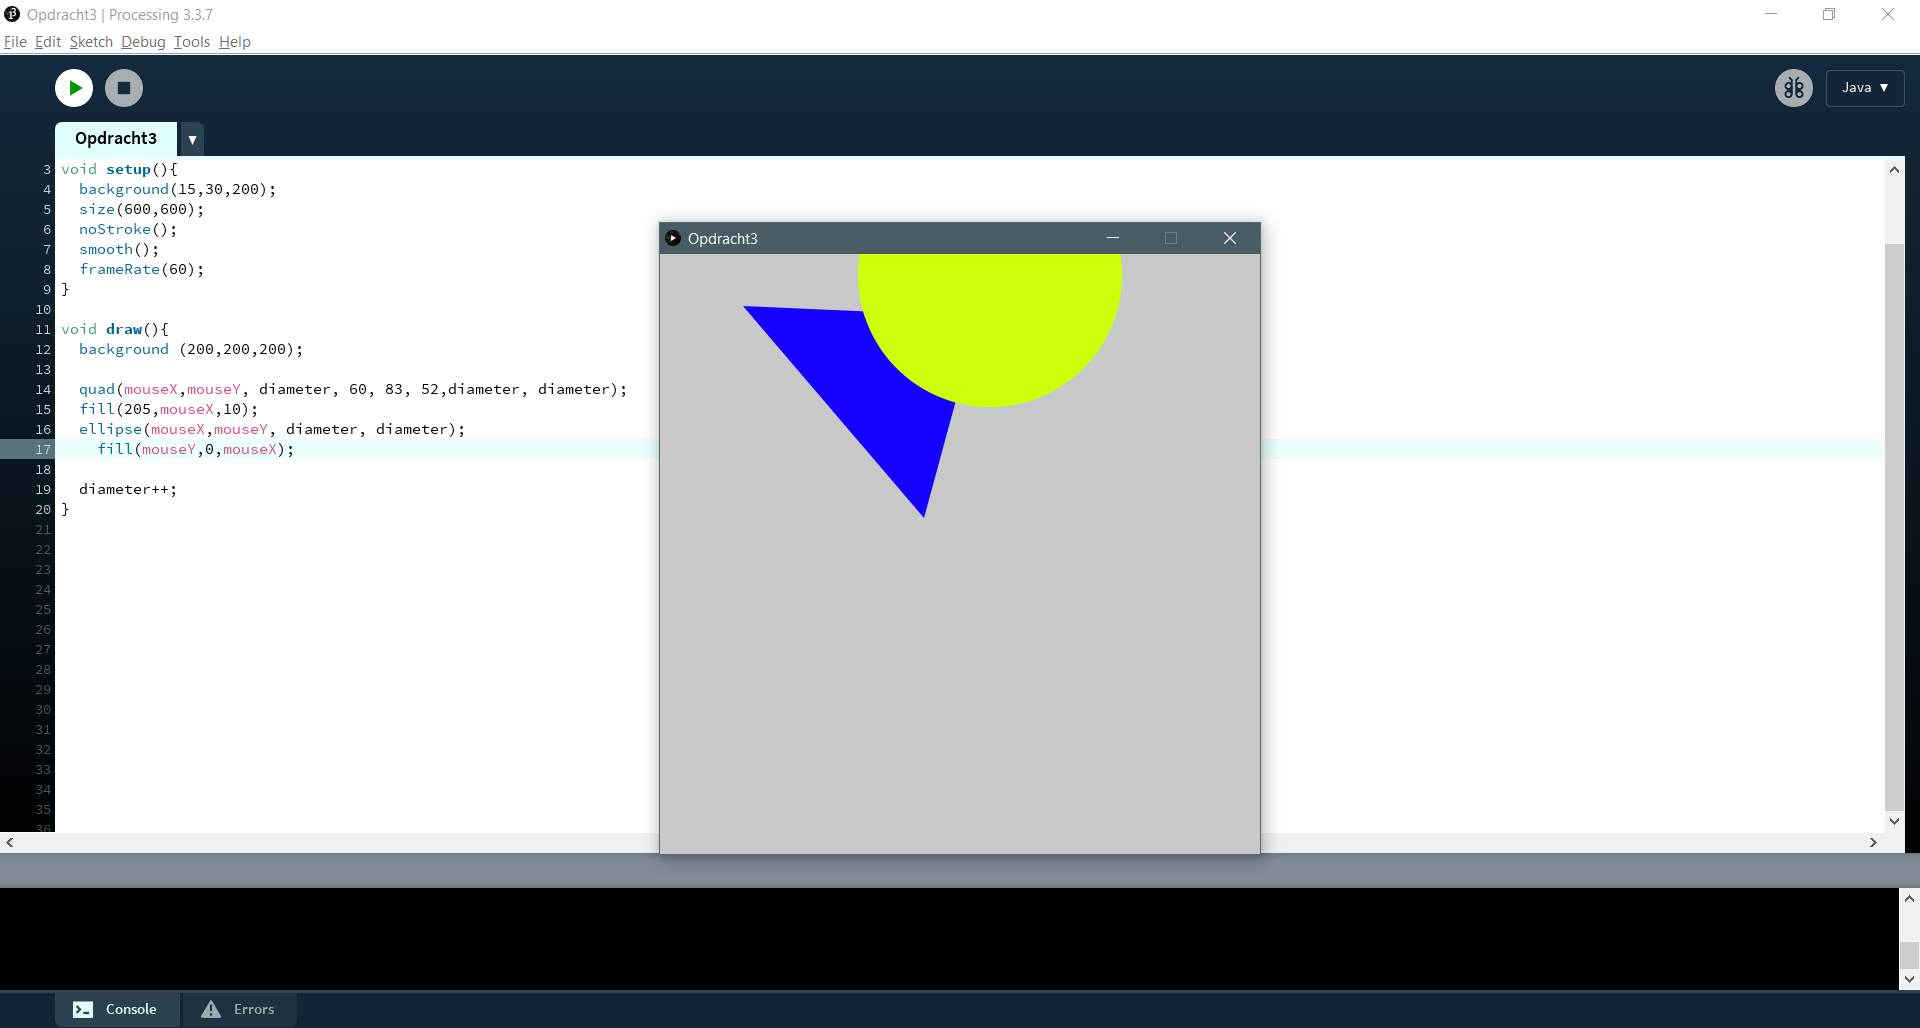 Opdracht3 | Processing 3.3.7
File Edit Sketch Debug Tools Help
Java ▼
Opdracht3 ▼
3 void setup(){
4   background(15,30,200);
5   size(600,600);
6   noStroke();
7   smooth();
8   frameRate(60);
9 }
10
11 void draw(){
12   background (200,200,200);
13
14   quad(mouseX,mouseY, diameter, 60, 83, 52,diameter, diameter);
15   fill(205,mouseX,10);
16   ellipse(mouseX,mouseY, diameter, diameter);
17     fill(mouseY,0,mouseX);
18
19   diameter++;
20 }
21
22
23
24
25
26
27
28
29
30
31
32
33
34
35
36
Opdracht3
Console
Errors